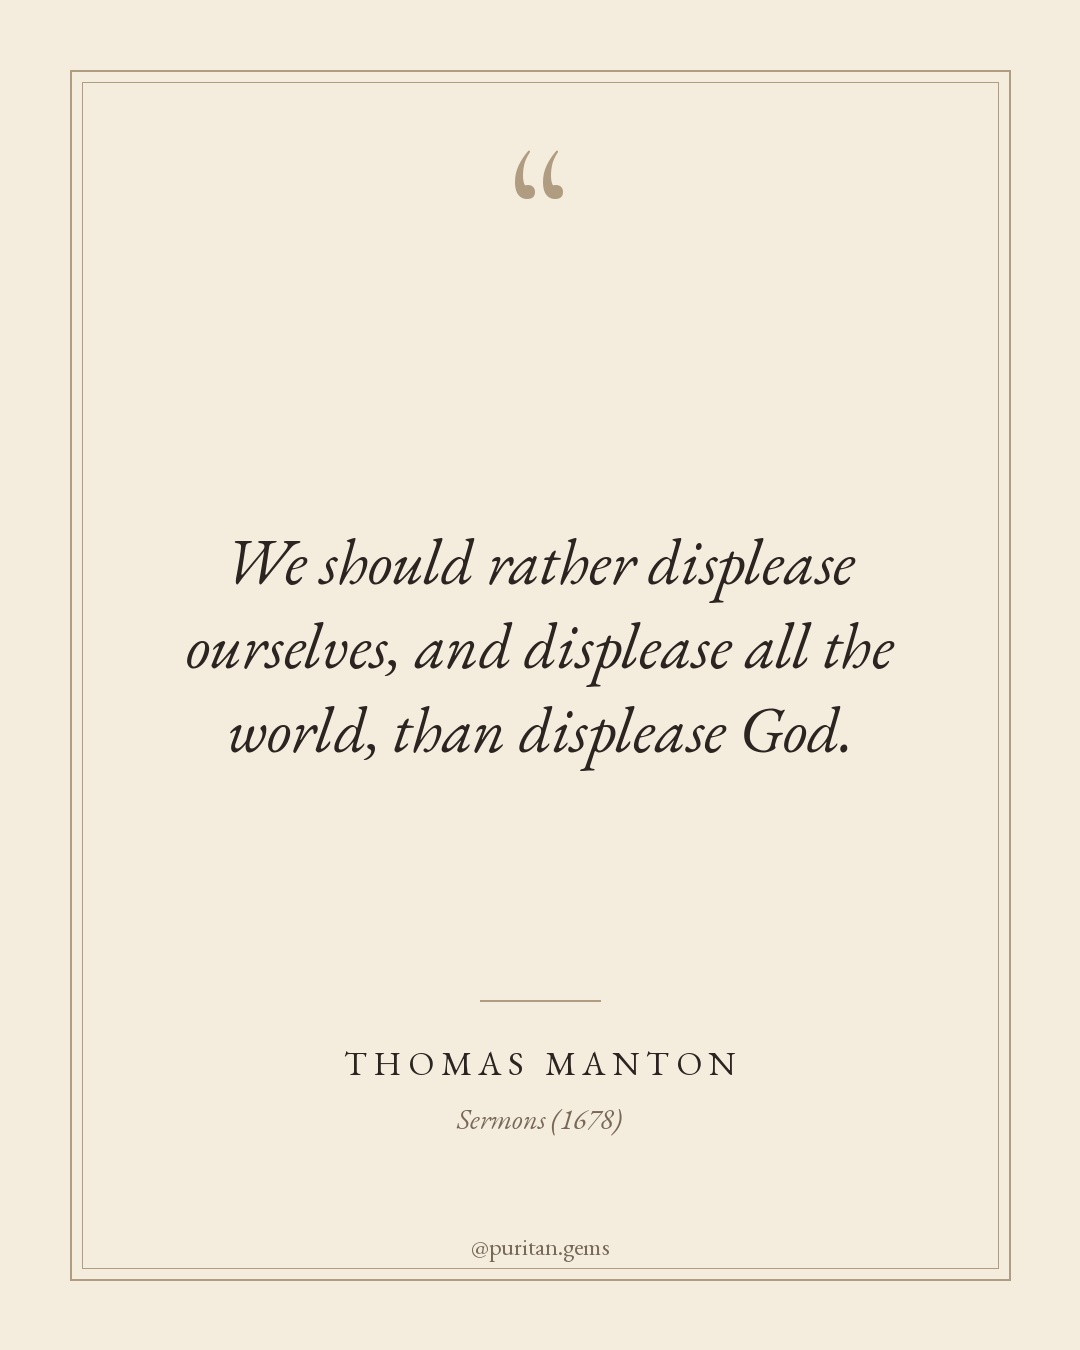 “
We should rather displease
ourselves, and displease all the
world, than displease God.
THOMAS MANTON
Sermons (1678)
@puritan.gems